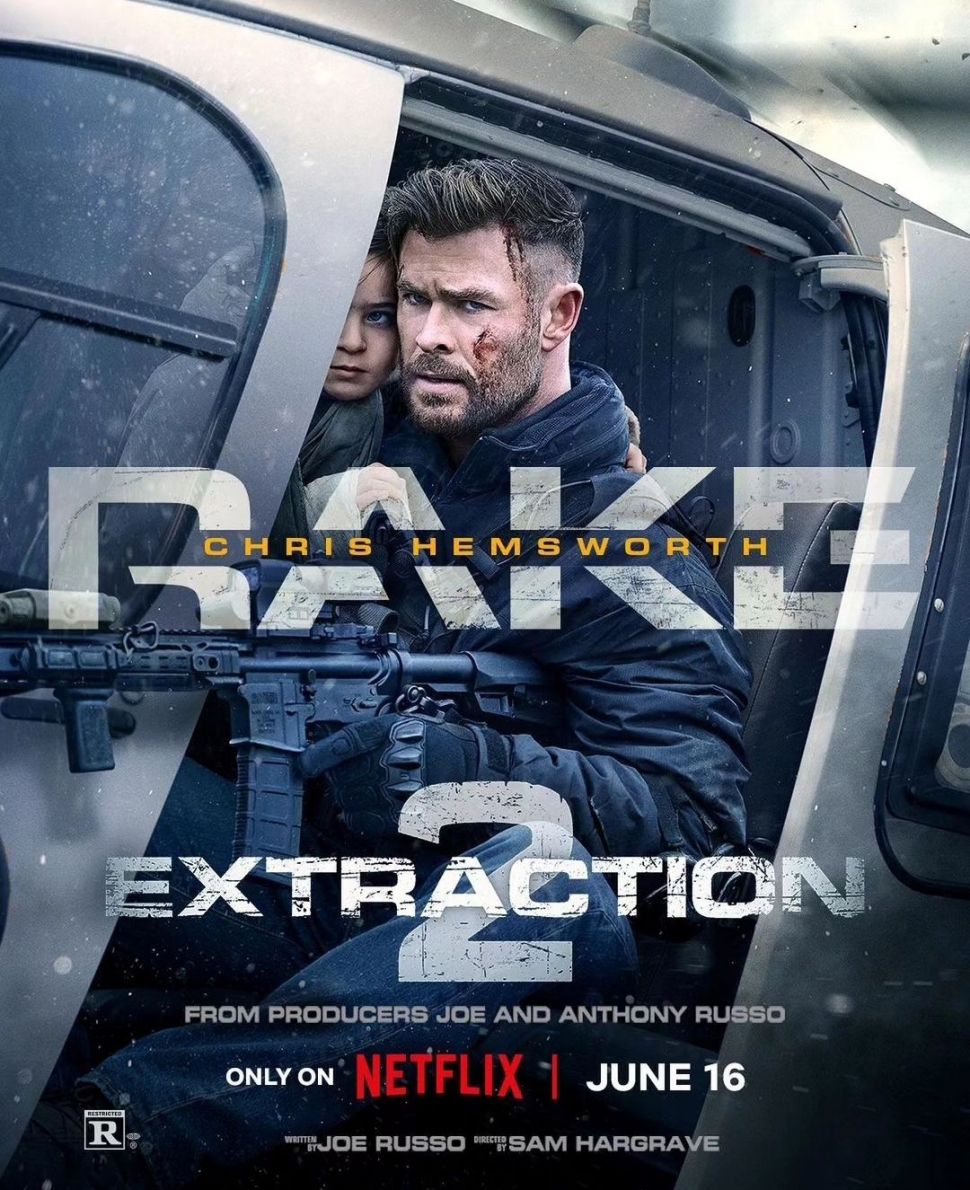 RAKE
CHRIS HEMSWORTH
2
EXTRACTION
FROM PRODUCERS JOE AND ANTHONY RUSSO
ONLY ON NETFLIX | JUNE 16
RESTRICTED
R ®
WRITTEN BY JOE RUSSO DIRECTED BY SAM HARGRAVE